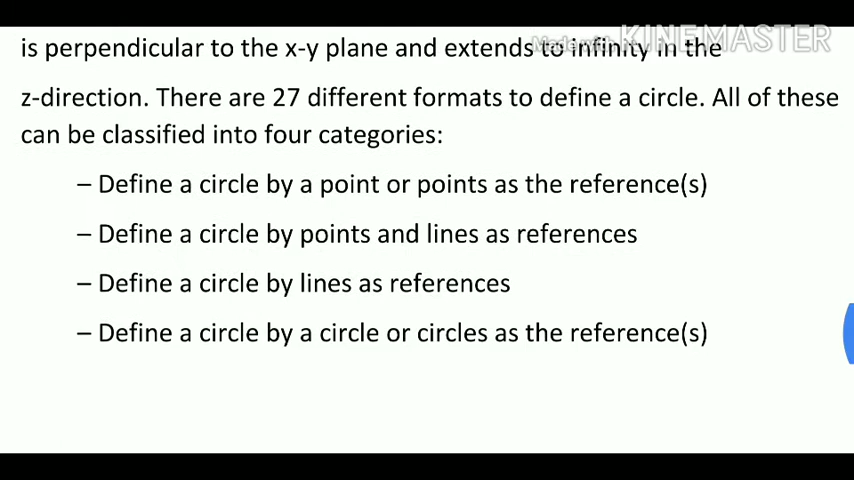 Made with KINEMASTER
is perpendicular to the x-y plane and extends to infinity in the
z-direction. There are 27 different formats to define a circle. All of these
can be classified into four categories:
– Define a circle by a point or points as the reference(s)
– Define a circle by points and lines as references
– Define a circle by lines as references
– Define a circle by a circle or circles as the reference(s)